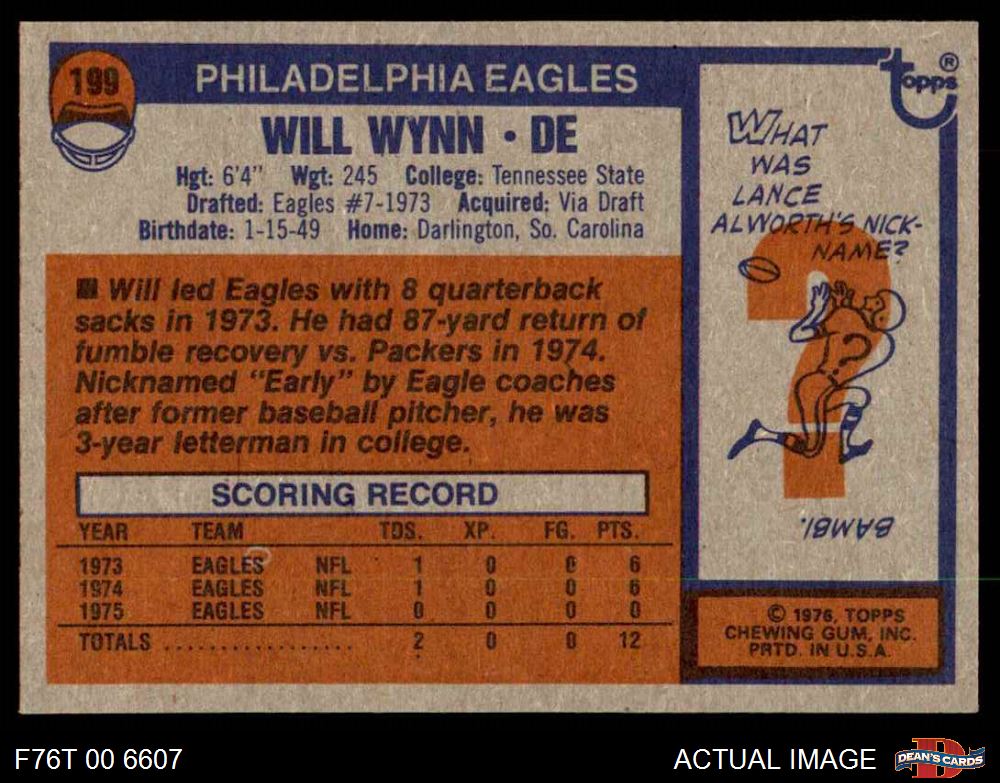 199
PHILADELPHIA EAGLES
WILL WYNN • DE
Hgt: 6'4" Wgt: 245 College: Tennessee State
Drafted: Eagles #7-1973 Acquired: Via Draft
Birthdate: 1-15-49 Home: Darlington, So. Carolina
■ Will led Eagles with 8 quarterback
sacks in 1973. He had 87-yard return of
fumble recovery vs. Packers in 1974.
Nicknamed "Early" by Eagle coaches
after former baseball pitcher, he was
3-year letterman in college.
SCORING RECORD
YEAR TEAM TDS. XP. FG. PTS.
1973 EAGLES NFL 1 0 0 6
1974 EAGLES NFL 1 0 0 6
1975 EAGLES NFL 0 0 0 0
TOTALS ................. 2 0 0 12
topps ®
WHAT
WAS
LANCE
ALWORTH'S NICK-
NAME?
?
BAMBI.
© 1976, TOPPS
CHEWING GUM, INC.
PRTD. IN U.S.A.
F76T 00 6607
ACTUAL IMAGE
D
DEAN'S CARDS